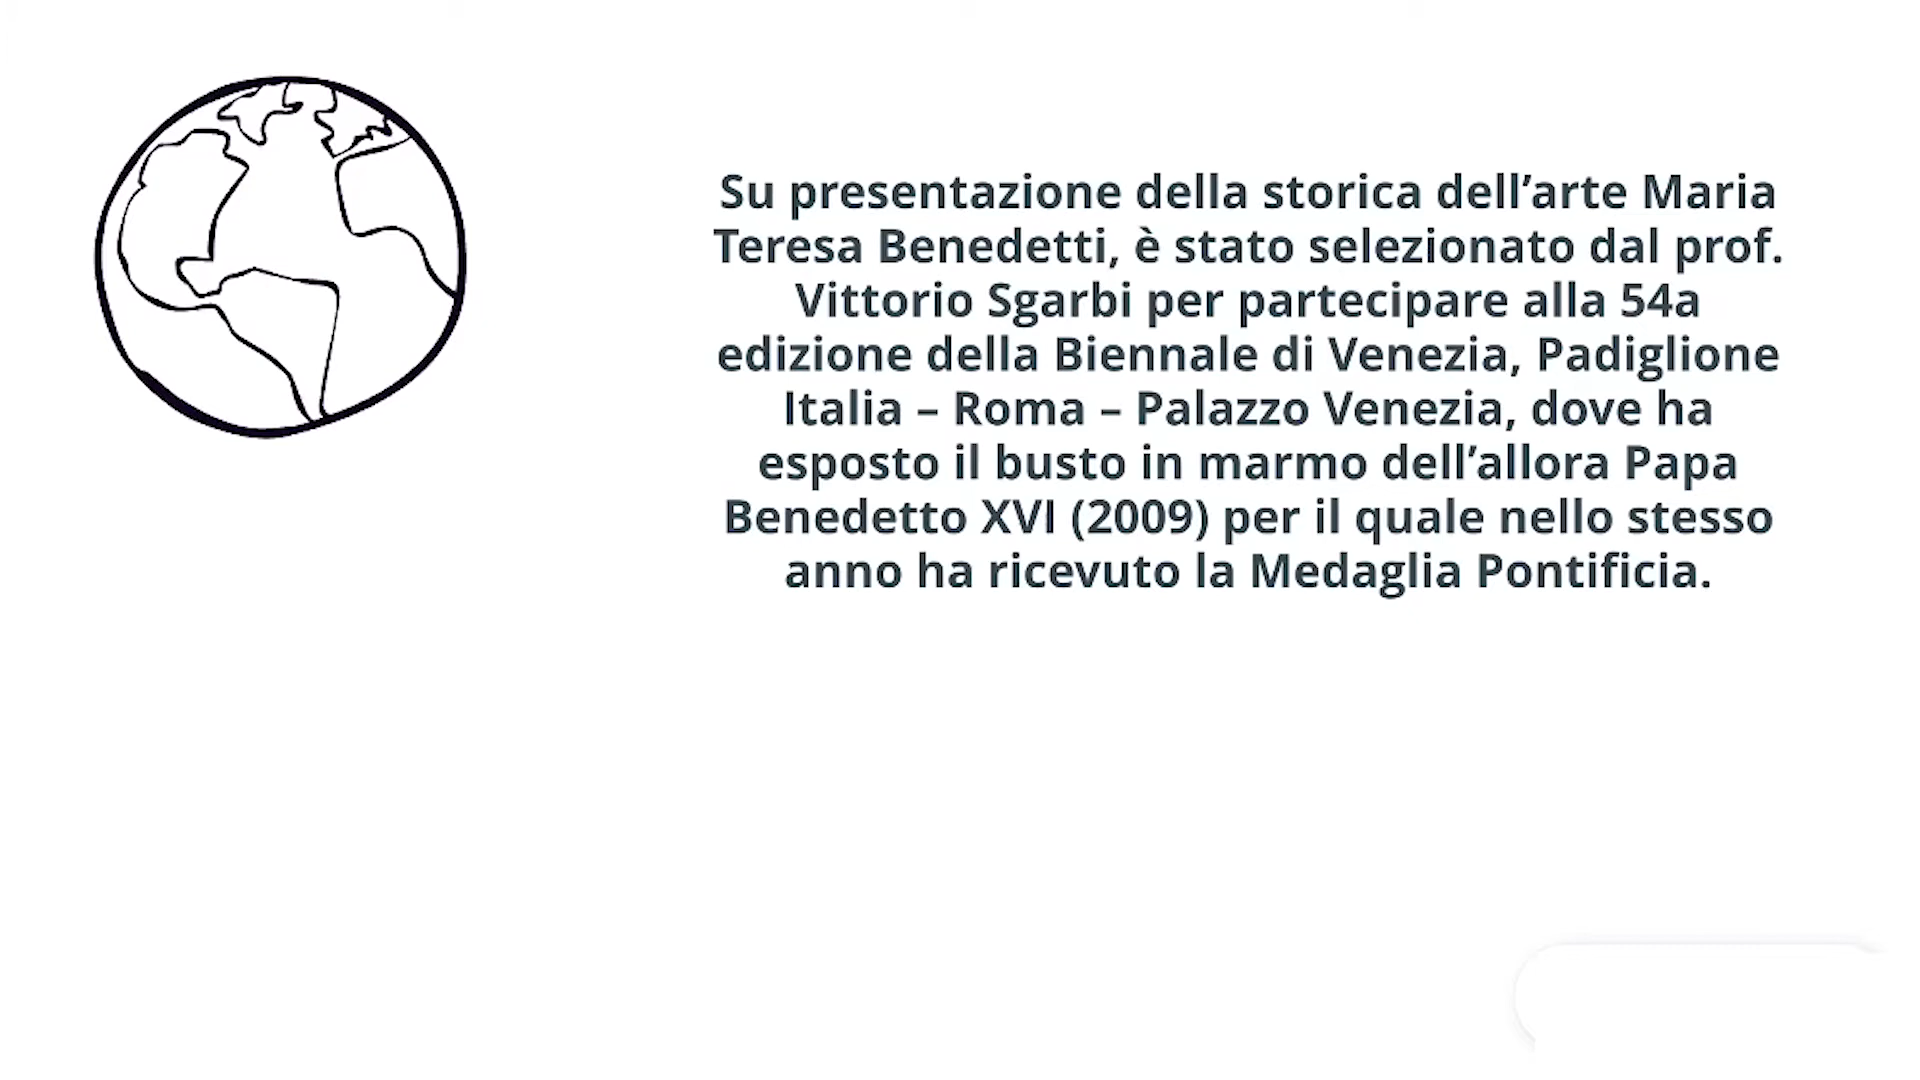 Su presentazione della storica dell’arte Maria
Teresa Benedetti, è stato selezionato dal prof.
Vittorio Sgarbi per partecipare alla 54a
edizione della Biennale di Venezia, Padiglione
Italia – Roma – Palazzo Venezia, dove ha
esposto il busto in marmo dell’allora Papa
Benedetto XVI (2009) per il quale nello stesso
anno ha ricevuto la Medaglia Pontificia.